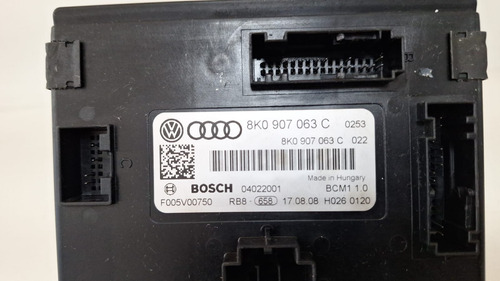 8K0 907 063 C 0253
8K0 907 063 C 022
Made in Hungary
BOSCH 04022001 BCM1 1.0
F005V00750 RB8 - 658 17.08.08 H026 0120